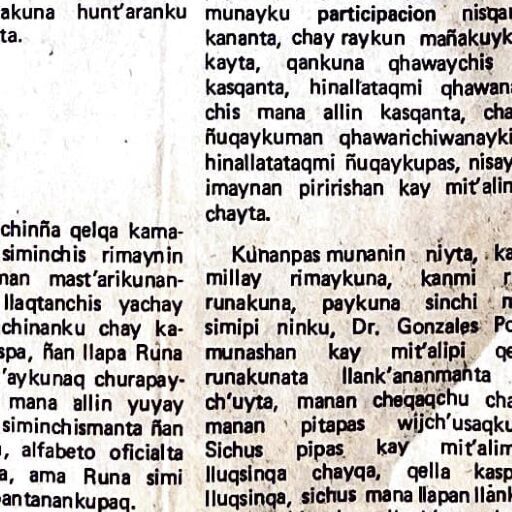 akuna hunt'aranku
ta.
chinña qelqa kama-
siminchis rimaynin
man mast'arikunan-
llaqtanchis yachay
chinanku chay ka-
spa, ñan llapa Runa
'aykunaq churapay-
mana allin yuyay
siminchismanta ñan
, alfabeto oficialta
a, ama Runa simi
pantanankupaq.
munayku participacion nisqa
kananta, chay raykun mañakuyk
kayta, qankuna qhawaychis
kasqanta, hinallataqmi qhawan
chis mana allin kasqanta, cha
ñuqaykuman qhawarichiwanayki
hinallatataqmi ñuqaykupas, nisay
imaynan piririshan kay mit'alin
chayta.
Kunanpas munanin niyta, ka
millay rimaykuna, kanmi r
runakuna, paykuna sinchi m
simipi ninku, Dr. Gonzales Po
munashan kay mit'alipi qe
runakunata llank'ananmanta
ch'uyta, manan cheqaqchu cha
manan pitapas wijch'usaqku
Sichus pipas kay mit'alim
lluqsinqa chayqa, qella kasp
lluqsinqa, sichus mana llapan llank